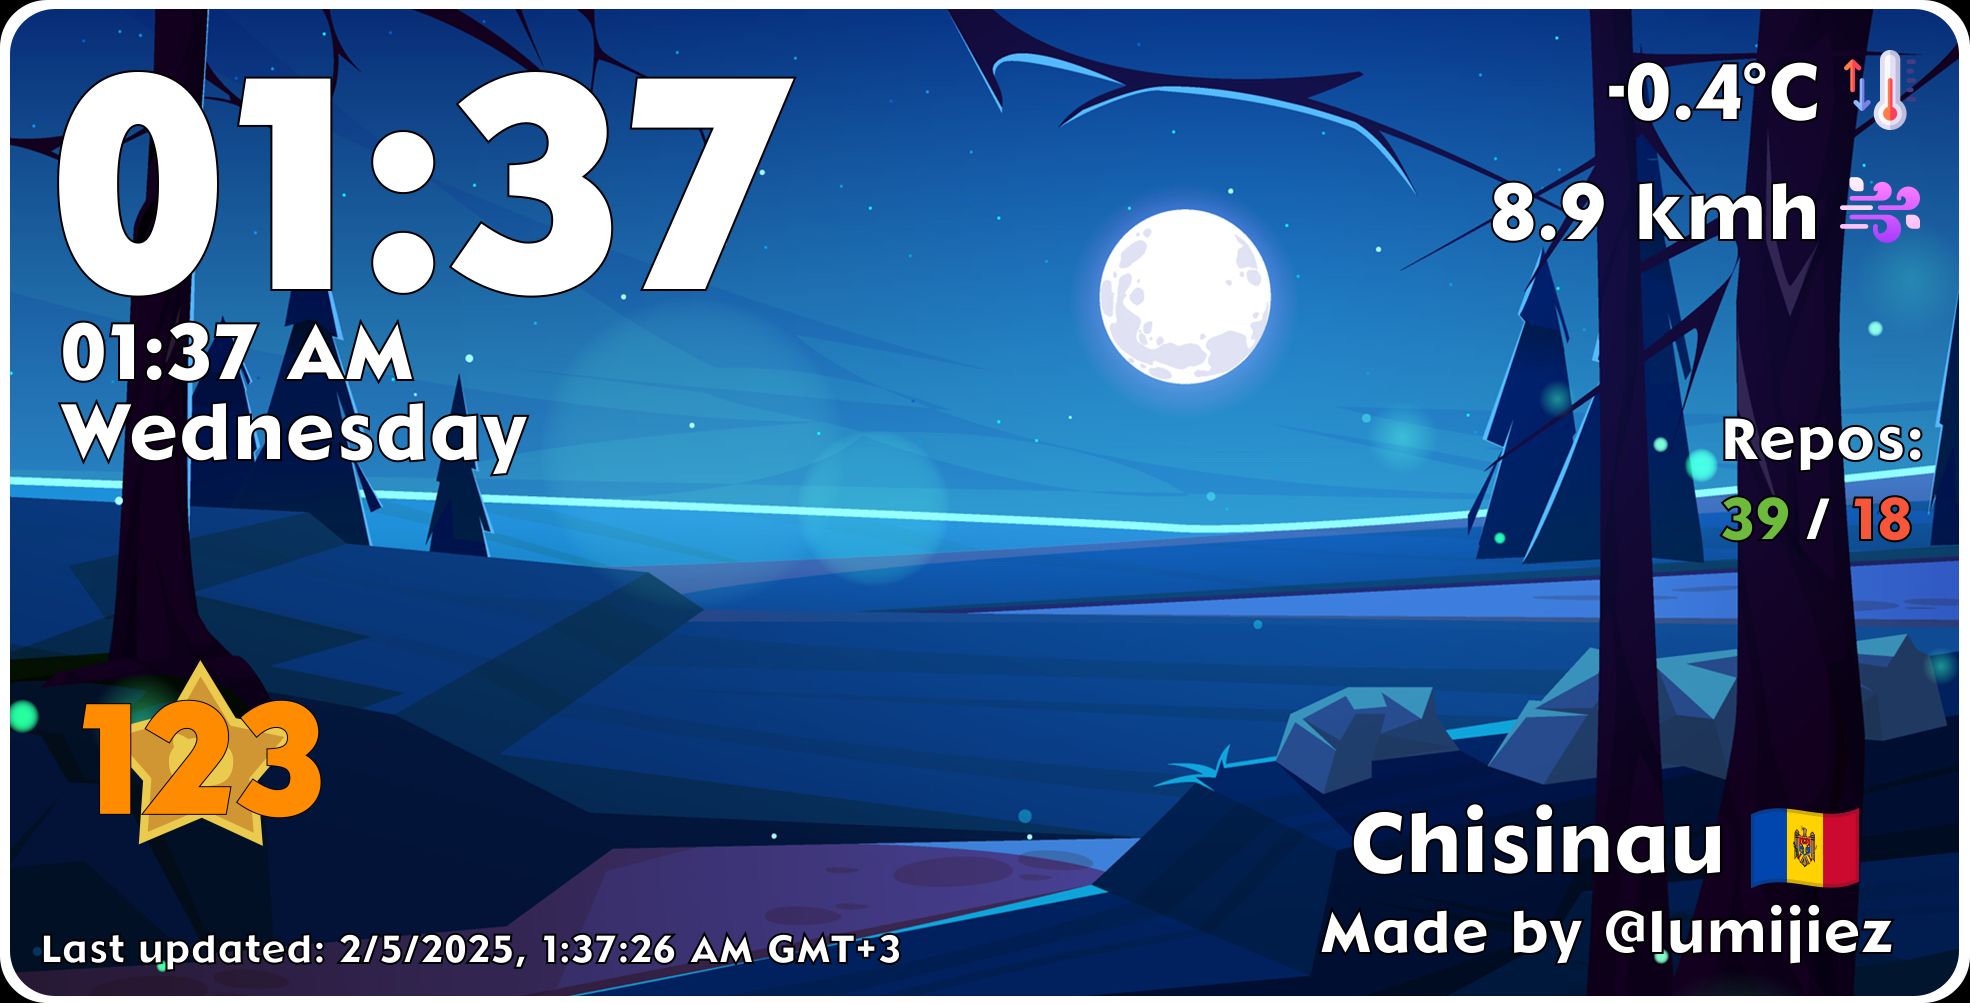 01:37
01:37 AM
Wednesday
-0.4°C
8.9 kmh
Repos:
39 / 18
123
Chisinau
Made by @lumijiez
Last updated: 2/5/2025, 1:37:26 AM GMT+3